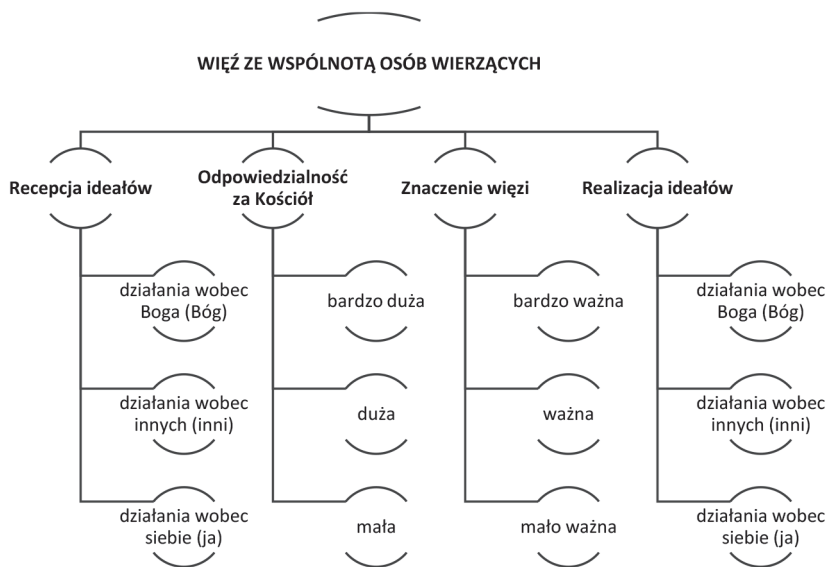 WIĘŹ ZE WSPÓLNOTĄ OSÓB WIERZĄCYCH
Recepcja ideałów
Odpowiedzialność
za Kościół
Znaczenie więzi
Realizacja ideałów
działania wobec
Boga (Bóg)
działania wobec
innych (inni)
działania wobec
siebie (ja)
bardzo duża
duża
mała
bardzo ważna
ważna
mało ważna
działania wobec
Boga (Bóg)
działania wobec
innych (inni)
działania wobec
siebie (ja)